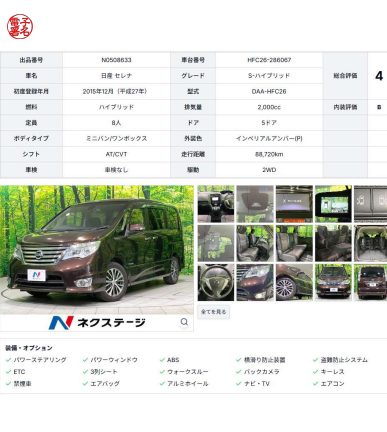 電子署名
出品番号 N0508633 車台番号 HFC26-286067 総合評価 4
車名 日産 セレナ グレード S-ハイブリッド
初度登録年月 2015年12月（平成27年） 型式 DAA-HFC26
燃料 ハイブリッド 排気量 2,000cc 内装評価 B
定員 8人 ドア 5ドア
ボディタイプ ミニバン/ワンボックス 外装色 インペリアルアンバー(P)
シフト AT/CVT 走行距離 88,720km
車検 車検なし 駆動 2WD
ネクステージ
全てを見る
装備・オプション
パワーステアリング パワーウィンドウ ABS 横滑り防止装置 盗難防止システム
ETC 3列シート ウォークスルー バックカメラ キーレス
禁煙車 エアバッグ アルミホイール ナビ・TV エアコン